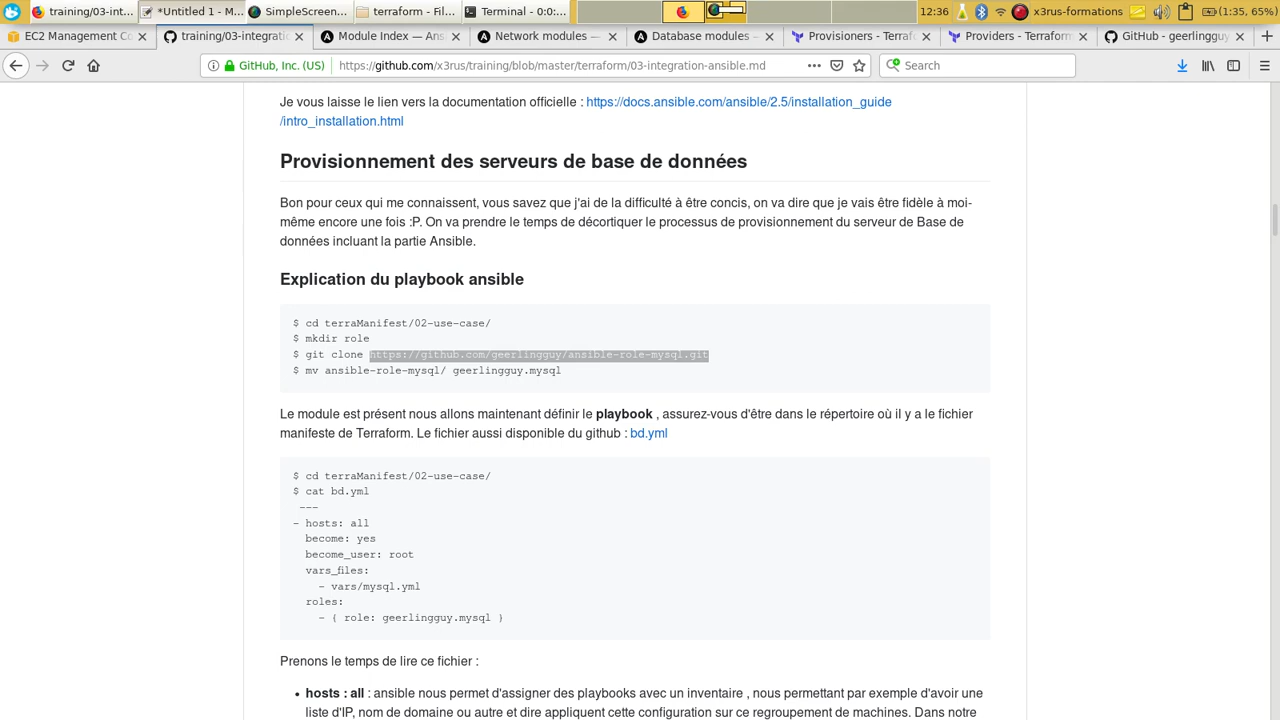 training/03-int...
*Untitled 1 - M...
SimpleScreen...
terraform - Fil...
Terminal - 0:0:...
12:36
x3rus-formations
(1:35, 65%)
EC2 Management Co
training/03-integratio
Module Index — Ans
Network modules —
Database modules —
Provisioners - Terraf
Providers - Terraform
GitHub - geerlingguy
GitHub, Inc. (US)
https://github.com/x3rus/training/blob/master/terraform/03-integration-ansible.md
Search
Je vous laisse le lien vers la documentation officielle : https://docs.ansible.com/ansible/2.5/installation_guide
/intro_installation.html
Provisionnement des serveurs de base de données
Bon pour ceux qui me connaissent, vous savez que j'ai de la difficulté à être concis, on va dire que je vais être fidèle à moi-
même encore une fois :P. On va prendre le temps de décortiquer le processus de provisionnement du serveur de Base de
données incluant la partie Ansible.
Explication du playbook ansible
$ cd terraManifest/02-use-case/
$ mkdir role
$ git clone https://github.com/geerlingguy/ansible-role-mysql.git
$ mv ansible-role-mysql/ geerlingguy.mysql
Le module est présent nous allons maintenant définir le playbook , assurez-vous d'être dans le répertoire où il y a le fichier
manifeste de Terraform. Le fichier aussi disponible du github : bd.yml
$ cd terraManifest/02-use-case/
$ cat bd.yml
---
- hosts: all
become: yes
become_user: root
vars_files:
- vars/mysql.yml
roles:
- { role: geerlingguy.mysql }
Prenons le temps de lire ce fichier :
• hosts : all : ansible nous permet d'assigner des playbooks avec un inventaire , nous permettant par exemple d'avoir une
liste d'IP, nom de domaine ou autre et dire appliquent cette configuration sur ce regroupement de machines. Dans notre